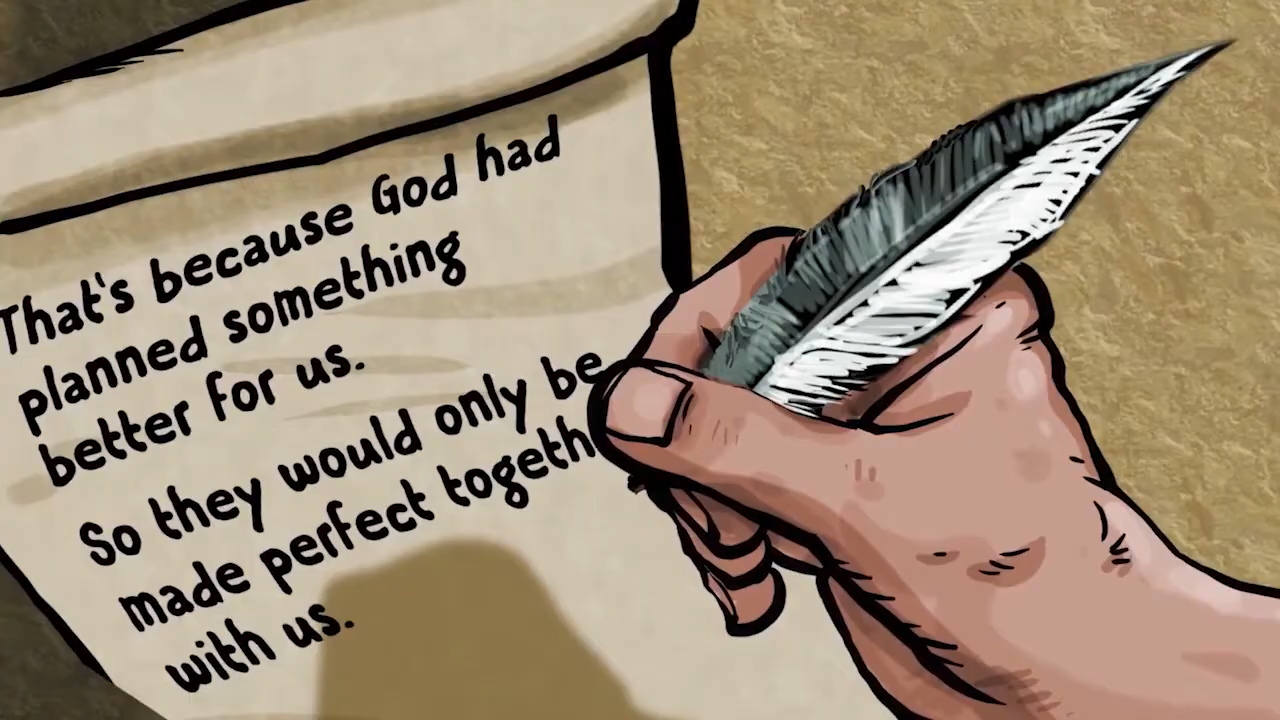 That's because God had
planned something
better for us.
So they would only be
made perfect togeth
with us.